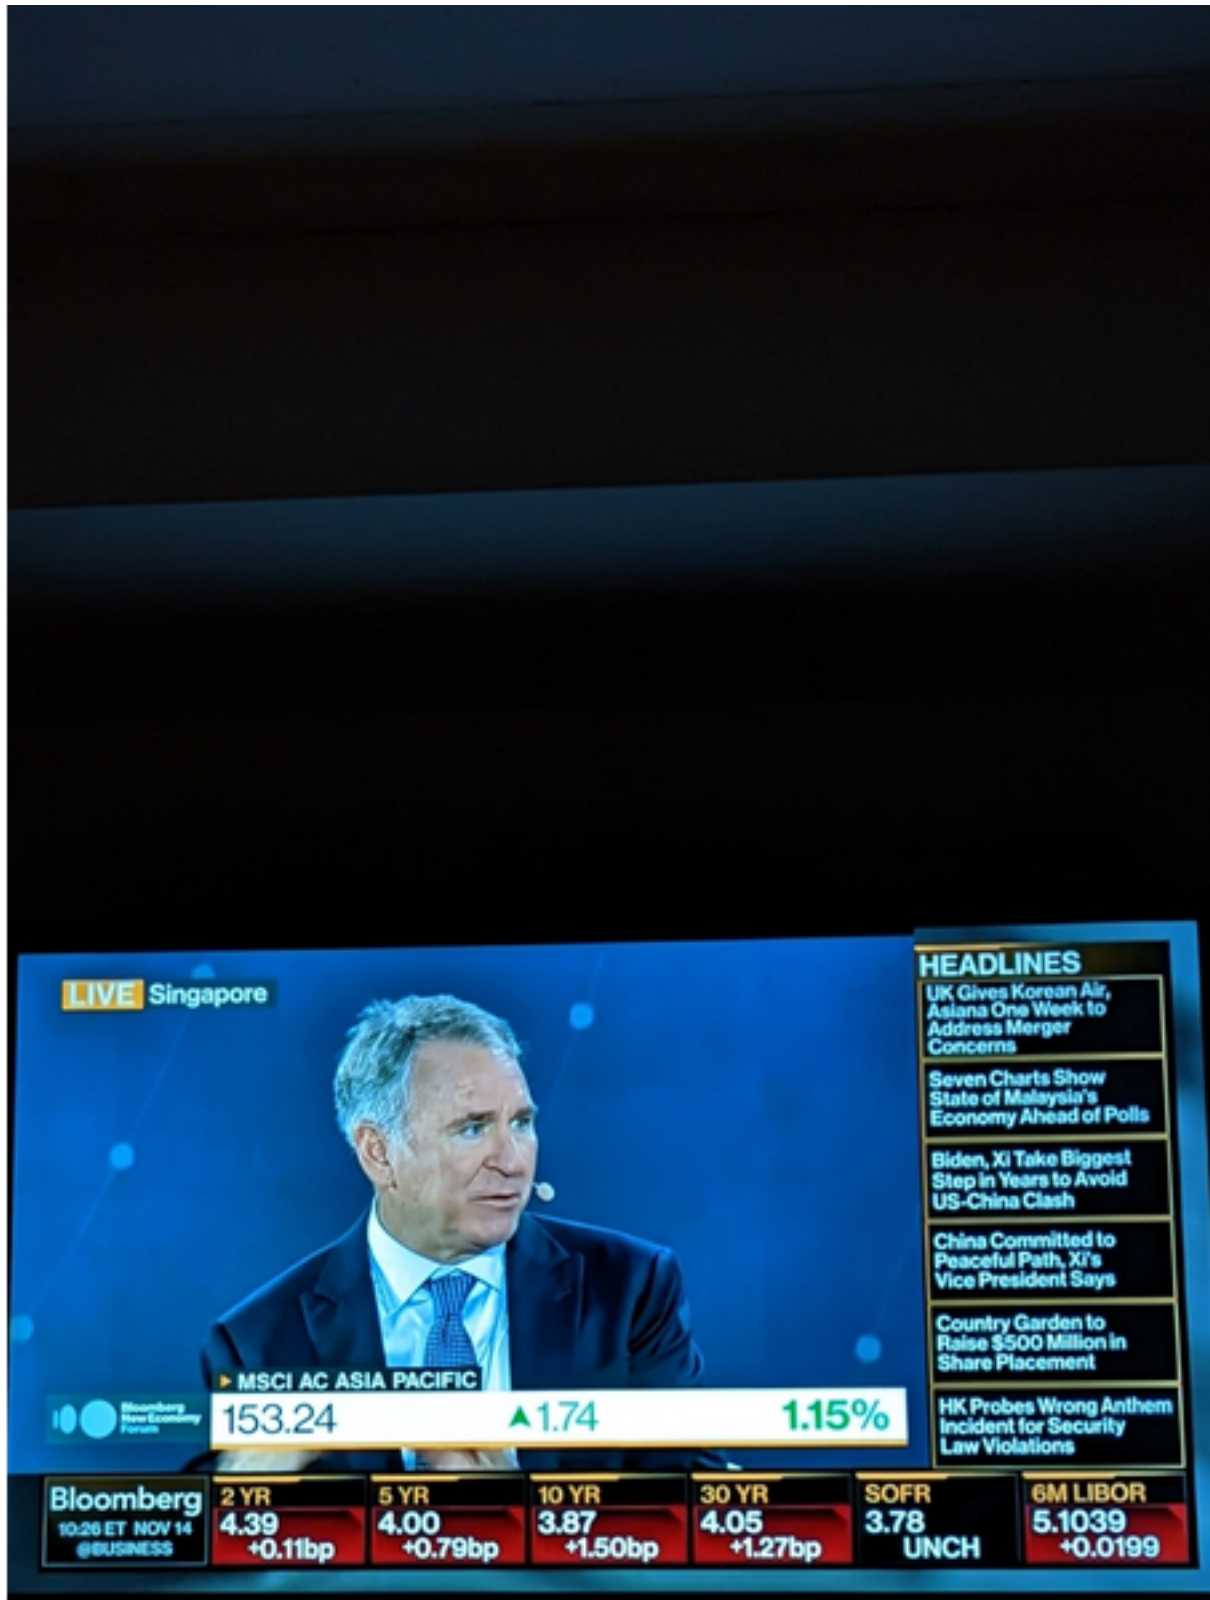 LIVE Singapore
HEADLINES
UK Gives Korean Air,
Asiana One Week to
Address Merger
Concerns
Seven Charts Show
State of Malaysia's
Economy Ahead of Polls
Biden, Xi Take Biggest
Step in Years to Avoid
US-China Clash
China Committed to
Peaceful Path, Xi's
Vice President Says
Country Garden to
Raise $500 Million in
Share Placement
HK Probes Wrong Anthem
Incident for Security
Law Violations
MSCI AC ASIA PACIFIC
Bloomberg
New Economy
Forum
153.24 ▲1.74 1.15%
Bloomberg
10:26 ET NOV 14
@BUSINESS
2 YR
4.39
+0.11bp
5 YR
4.00
+0.79bp
10 YR
3.87
+1.50bp
30 YR
4.05
+1.27bp
SOFR
3.78
UNCH
6M LIBOR
5.1039
+0.0199